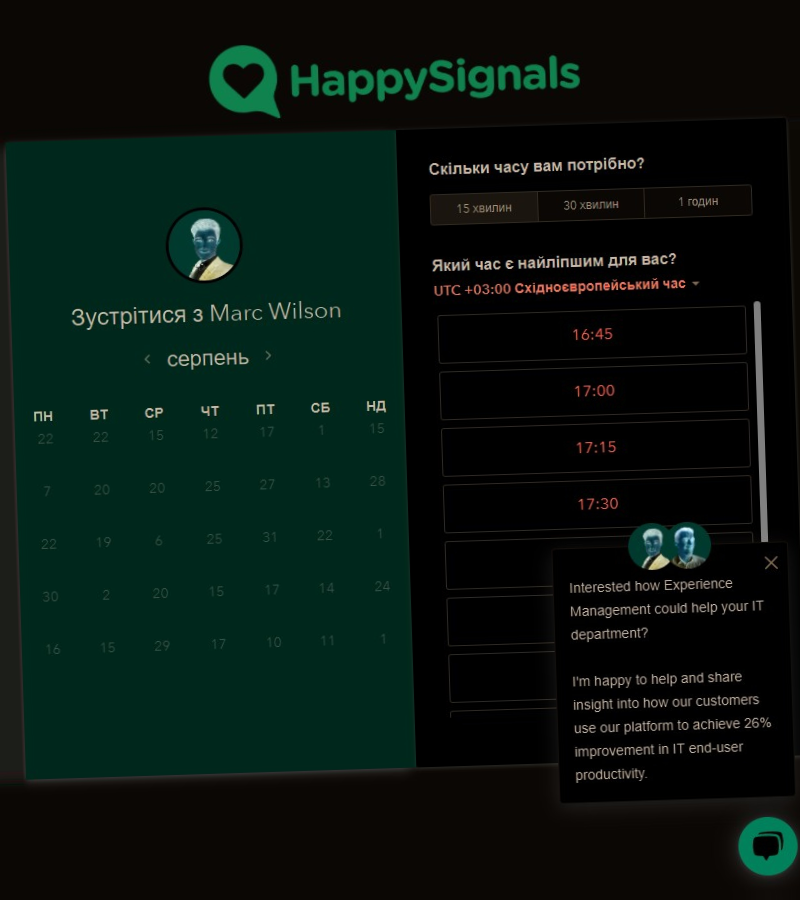 HappySignals
Зустрітися з Marc Wilson
серпень
ПН ВТ СР ЧТ ПТ СБ НД
22 22 15 12 17 1 15
7 20 20 25 27 13 28
22 19 6 25 31 22 1
30 2 20 15 17 14 24
16 15 29 17 10 11 1
Скільки часу вам потрібно?
15 хвилин 30 хвилин 1 годин
Який час є найліпшим для вас?
UTC +03:00 Східноєвропейський час
16:45
17:00
17:15
17:30
Interested how Experience
Management could help your IT
department?
I'm happy to help and share
insight into how our customers
use our platform to achieve 26%
improvement in IT end-user
productivity.